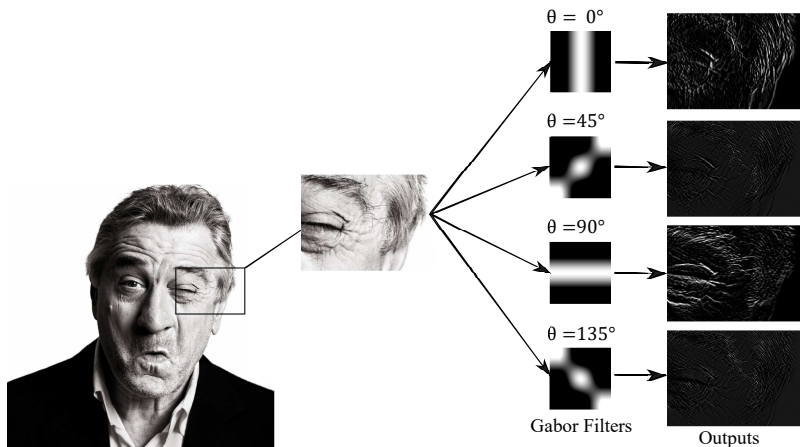 θ = 0°
θ =45°
θ =90°
θ =135°
Gabor Filters
Outputs